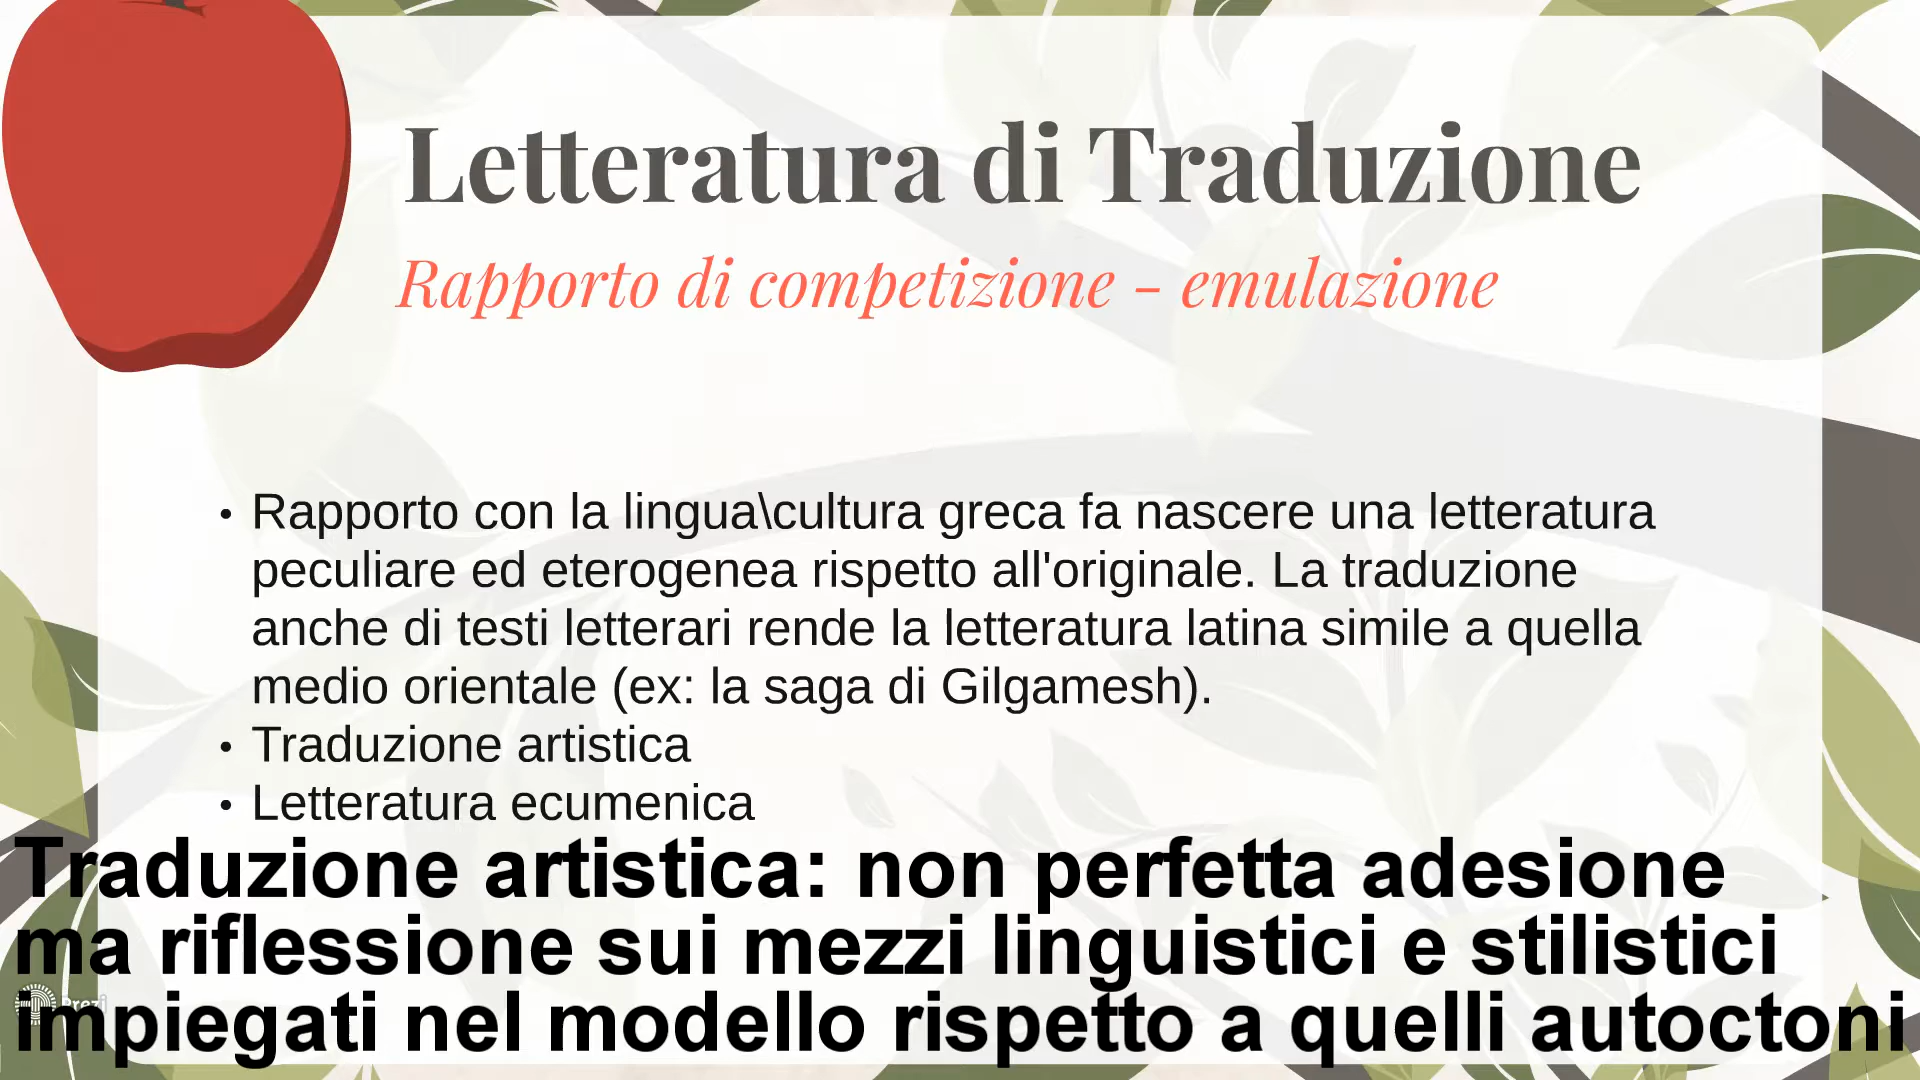 Letteratura di Traduzione
Rapporto di competizione - emulazione
• Rapporto con la lingua\cultura greca fa nascere una letteratura
peculiare ed eterogenea rispetto all'originale. La traduzione
anche di testi letterari rende la letteratura latina simile a quella
medio orientale (ex: la saga di Gilgamesh).
• Traduzione artistica
• Letteratura ecumenica
Traduzione artistica: non perfetta adesione
ma riflessione sui mezzi linguistici e stilistici
Prezi
impiegati nel modello rispetto a quelli autoctoni